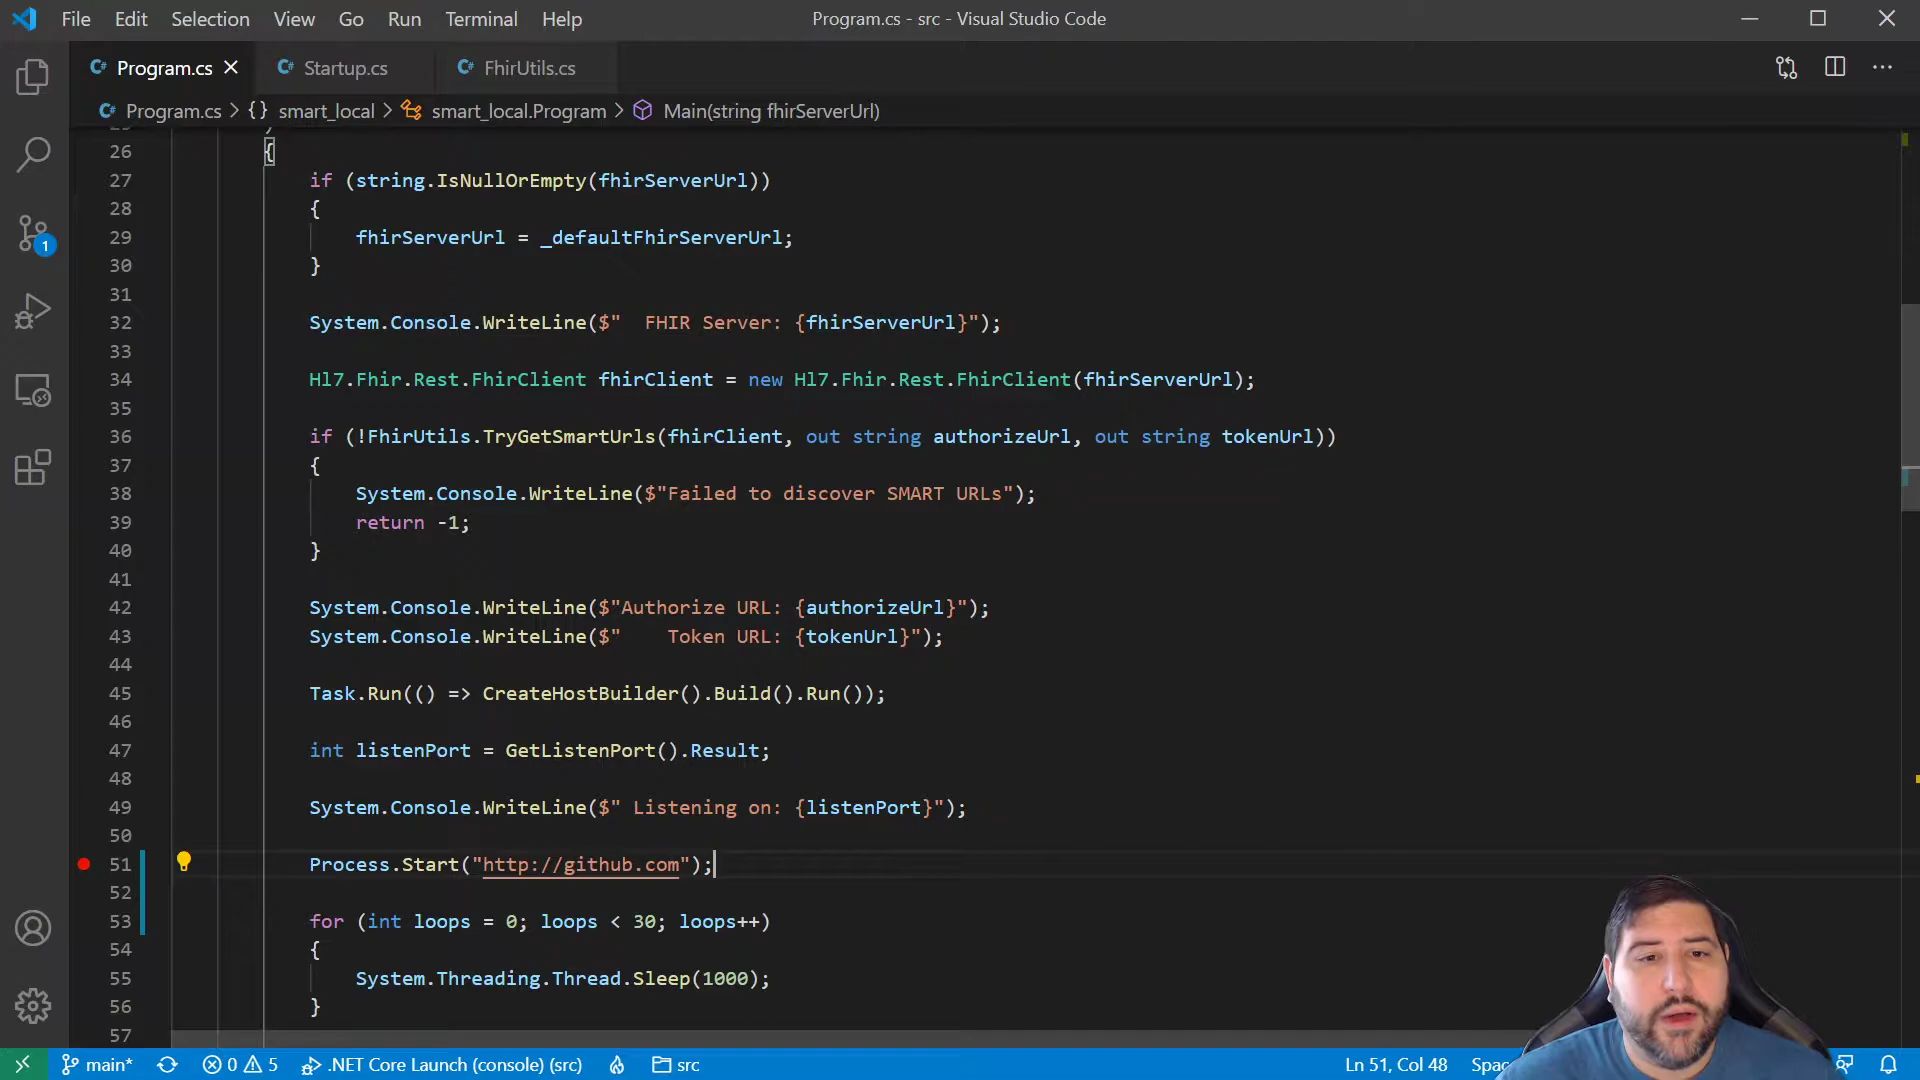 File Edit Selection View Go Run Terminal Help Program.cs - src - Visual Studio Code
C# Program.cs C# Startup.cs C# FhirUtils.cs
C# Program.cs > {} smart_local > smart_local.Program > Main(string fhirServerUrl)
26 {
27 if (string.IsNullOrEmpty(fhirServerUrl))
28 {
29 fhirServerUrl = _defaultFhirServerUrl;
30 }
31
32 System.Console.WriteLine($"  FHIR Server: {fhirServerUrl}");
33
34 Hl7.Fhir.Rest.FhirClient fhirClient = new Hl7.Fhir.Rest.FhirClient(fhirServerUrl);
35
36 if (!FhirUtils.TryGetSmartUrls(fhirClient, out string authorizeUrl, out string tokenUrl))
37 {
38 System.Console.WriteLine($"Failed to discover SMART URLs");
39 return -1;
40 }
41
42 System.Console.WriteLine($"Authorize URL: {authorizeUrl}");
43 System.Console.WriteLine($"    Token URL: {tokenUrl}");
44
45 Task.Run(() => CreateHostBuilder().Build().Run());
46
47 int listenPort = GetListenPort().Result;
48
49 System.Console.WriteLine($" Listening on: {listenPort}");
50
51 Process.Start("http://github.com");
52
53 for (int loops = 0; loops < 30; loops++)
54 {
55 System.Threading.Thread.Sleep(1000);
56 }
57
1
main* 0 5 .NET Core Launch (console) (src) src Ln 51, Col 48